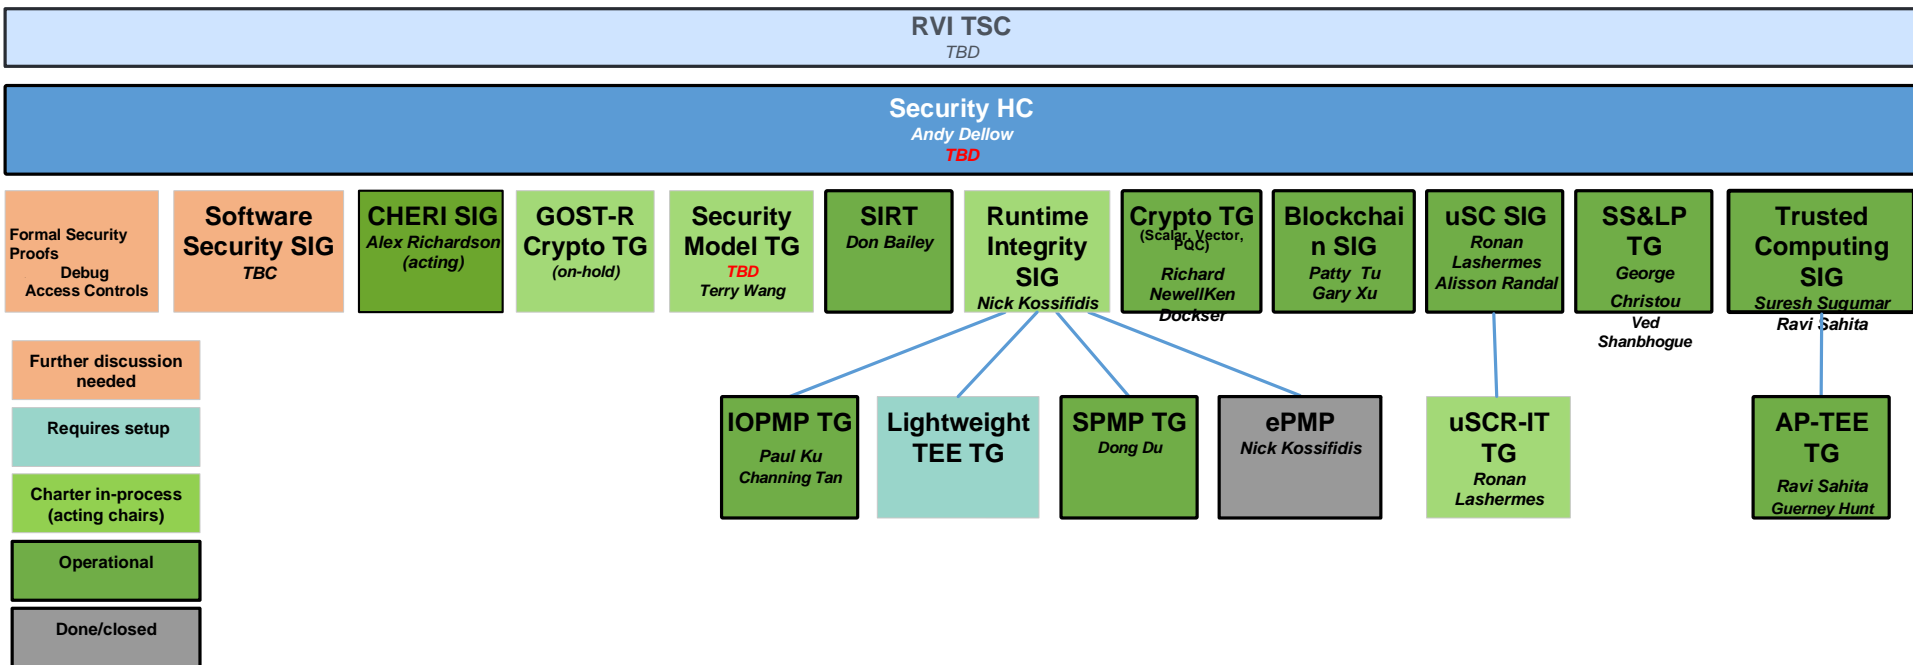 RVI TSC
TBD
Security HC
Andy Dellow
TBD
Formal Security
Proofs
Debug
Access Controls
Software
Security SIG
TBC
CHERI SIG
Alex Richardson
(acting)
GOST-R
Crypto TG
(on-hold)
Security
Model TG
TBD
Terry Wang
SIRT
Don Bailey
Runtime
Integrity
SIG
Nick Kossifidis
Crypto TG
(Scalar, Vector,
PQC)
Richard
NewellKen
Dockser
Blockchai
n SIG
Patty Tu
Gary Xu
uSC SIG
Ronan
Lashermes
Alisson Randal
SS&LP
TG
George
Christou
Ved
Shanbhogue
Trusted
Computing
SIG
Suresh Sugumar
Ravi Sahita
Further discussion
needed
Requires setup
Charter in-process
(acting chairs)
Operational
Done/closed
IOPMP TG
Paul Ku
Channing Tan
Lightweight
TEE TG
SPMP TG
Dong Du
ePMP
Nick Kossifidis
uSCR-IT
TG
Ronan
Lashermes
AP-TEE
TG
Ravi Sahita
Guerney Hunt